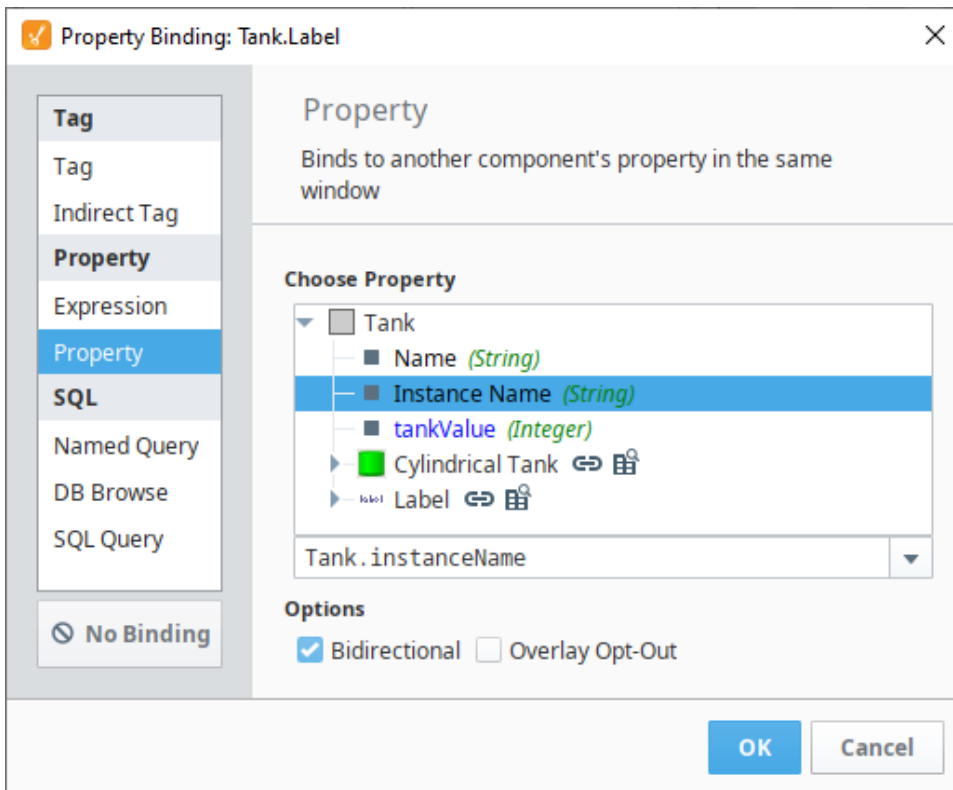 Property Binding: Tank.Label
Tag
Tag
Indirect Tag
Property
Expression
Property
SQL
Named Query
DB Browse
SQL Query
No Binding
Property
Binds to another component's property in the same
window
Choose Property
Tank
Name (String)
Instance Name (String)
tankValue (Integer)
Cylindrical Tank
label Label
Tank.instanceName
Options
Bidirectional Overlay Opt-Out
OK Cancel